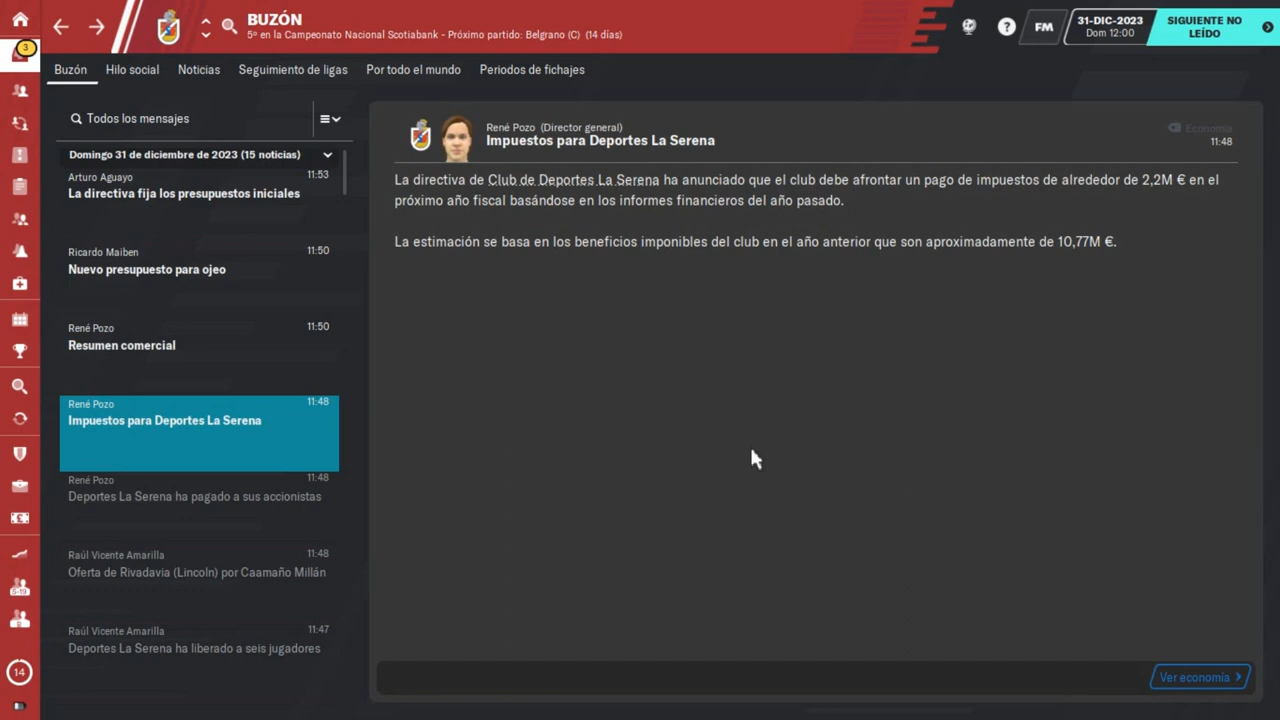 BUZÓN
5º en el Campeonato Nacional Scotiabank - Próximo partido: Belgrano (C) (14 días)
FM
31-DIC-2023
Dom 12:00
SIGUIENTE NO
LEÍDO
3
Buzón
Hilo social
Noticias
Seguimiento de ligas
Por todo el mundo
Periodos de fichajes
Todos los mensajes
Domingo 31 de diciembre de 2023 (15 noticias)
Arturo Aguayo 11:53
La directiva fija los presupuestos iniciales
Ricardo Maiben 11:50
Nuevo presupuesto para ojeo
René Pozo 11:50
Resumen comercial
René Pozo 11:48
Impuestos para Deportes La Serena
René Pozo 11:48
Deportes La Serena ha pagado a sus accionistas
Raúl Vicente Amarilla 11:48
Oferta de Rivadavia (Lincoln) por Caamaño Millán
Raúl Vicente Amarilla 11:47
Deportes La Serena ha liberado a seis jugadores
14
René Pozo (Director general)
Economía
Impuestos para Deportes La Serena
11:48
La directiva de Club de Deportes La Serena ha anunciado que el club debe afrontar un pago de impuestos de alrededor de 2,2M € en el
próximo año fiscal basándose en los informes financieros del año pasado.
La estimación se basa en los beneficios imponibles del club en el año anterior que son aproximadamente de 10,77M €.
Ver economía